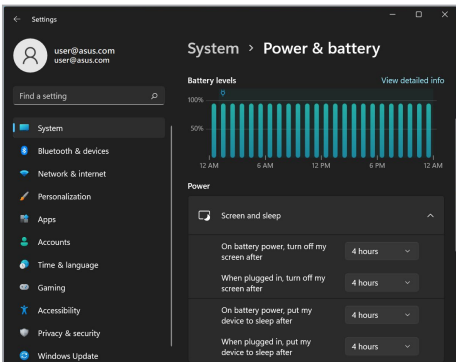 Settings
user@asus.com
user@asus.com
Find a setting
System
Bluetooth & devices
Network & internet
Personalization
Apps
Accounts
Time & language
Gaming
Accessibility
Privacy & security
Windows Update
System > Power & battery
Battery levels
View detailed info
100%
50%
12 AM 6 AM 12 PM 6 PM 12 AM
Power
Screen and sleep
On battery power, turn off my
screen after
4 hours
When plugged in, turn off my
screen after
4 hours
On battery power, put my
device to sleep after
4 hours
When plugged in, put my
device to sleep after
4 hours